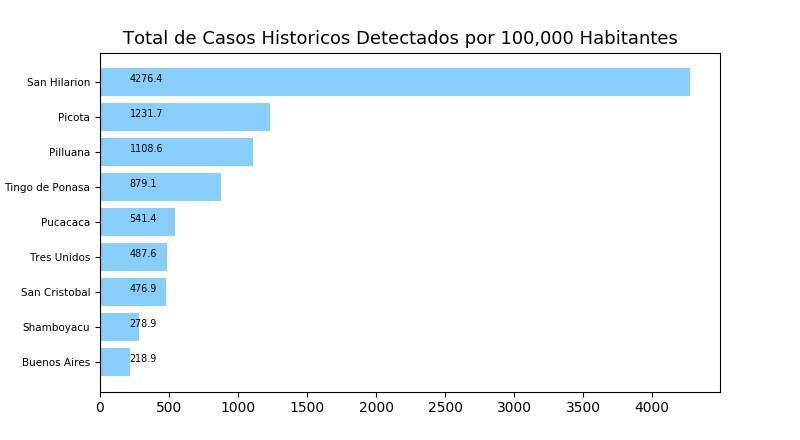 Total de Casos Historicos Detectados por 100,000 Habitantes
San Hilarion 4276.4
Picota 1231.7
Pilluana 1108.6
Tingo de Ponasa 879.1
Pucacaca 541.4
Tres Unidos 487.6
San Cristobal 476.9
Shamboyacu 278.9
Buenos Aires 218.9
0 500 1000 1500 2000 2500 3000 3500 4000